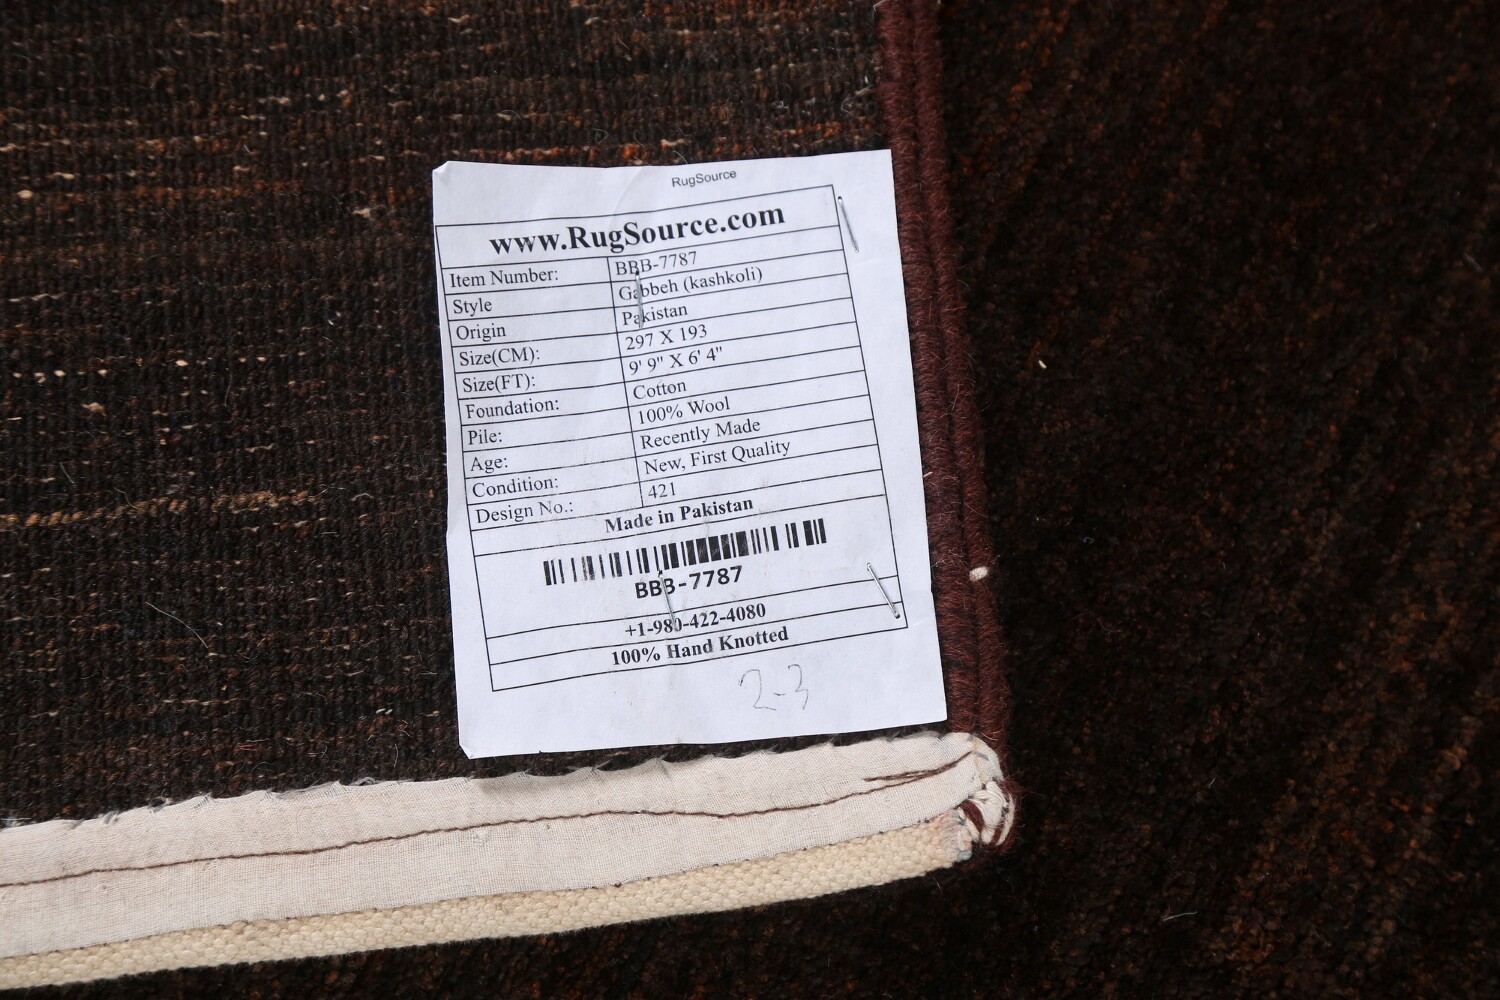 RugSource
www.RugSource.com
Item Number: BBB-7787
Style Gabbeh (kashkoli)
Origin Pakistan
Size(CM): 297 X 193
Size(FT): 9' 9" X 6' 4"
Foundation: Cotton
Pile: 100% Wool
Age: Recently Made
Condition: New, First Quality
Design No.: 421
Made in Pakistan
BBB-7787
+1-980-422-4080
100% Hand Knotted
2-3